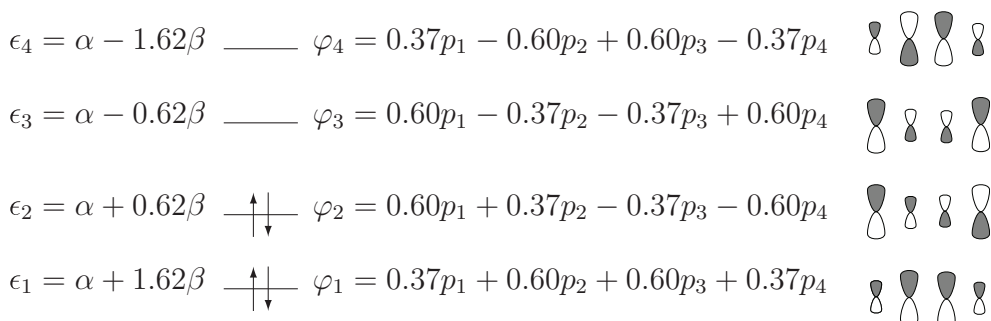 ϵ₄ = α − 1.62β φ₄ = 0.37p₁ − 0.60p₂ + 0.60p₃ − 0.37p₄
ϵ₃ = α − 0.62β φ₃ = 0.60p₁ − 0.37p₂ − 0.37p₃ + 0.60p₄
ϵ₂ = α + 0.62β φ₂ = 0.60p₁ + 0.37p₂ − 0.37p₃ − 0.60p₄
ϵ₁ = α + 1.62β φ₁ = 0.37p₁ + 0.60p₂ + 0.60p₃ + 0.37p₄